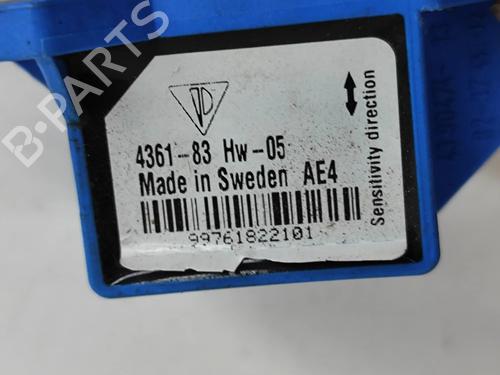 4361-83 Hw-05
Made in Sweden AE4
99761822101
Sensitivity direction
B-PARTS